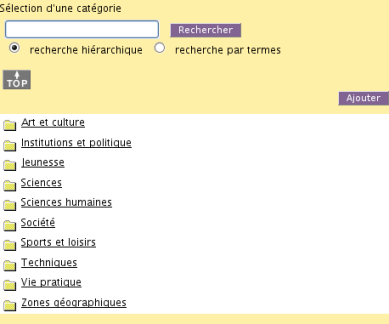 Sélection d'une catégorie
Rechercher
recherche hiérarchique recherche par termes
TOP
Ajouter
Art et culture
Institutions et politique
Jeunesse
Sciences
Sciences humaines
Société
Sports et loisirs
Techniques
Vie pratique
Zones géographiques